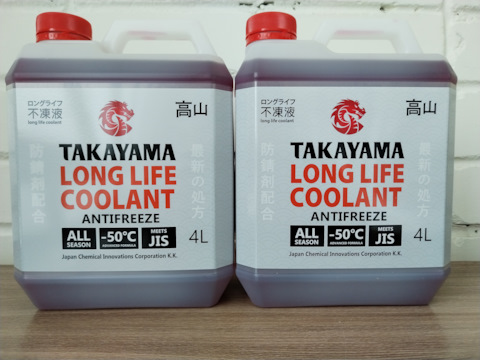 ロングライフ
不凍液
long life coolant
高山
防錆剤配合
最新の処方
TAKAYAMA
LONG LIFE
COOLANT
ANTIFREEZE
ALL
SEASON
-50°C
ADVANCED FORMULA
MEETS
JIS
4L
Japan Chemical Innovations Corporation K.K.
ロングライフ
不凍液
long life coolant
高山
防錆剤配合
最新の処方
TAKAYAMA
LONG LIFE
COOLANT
ANTIFREEZE
ALL
SEASON
-50°C
ADVANCED FORMULA
MEETS
JIS
4L
Japan Chemical Innovations Corporation K.K.